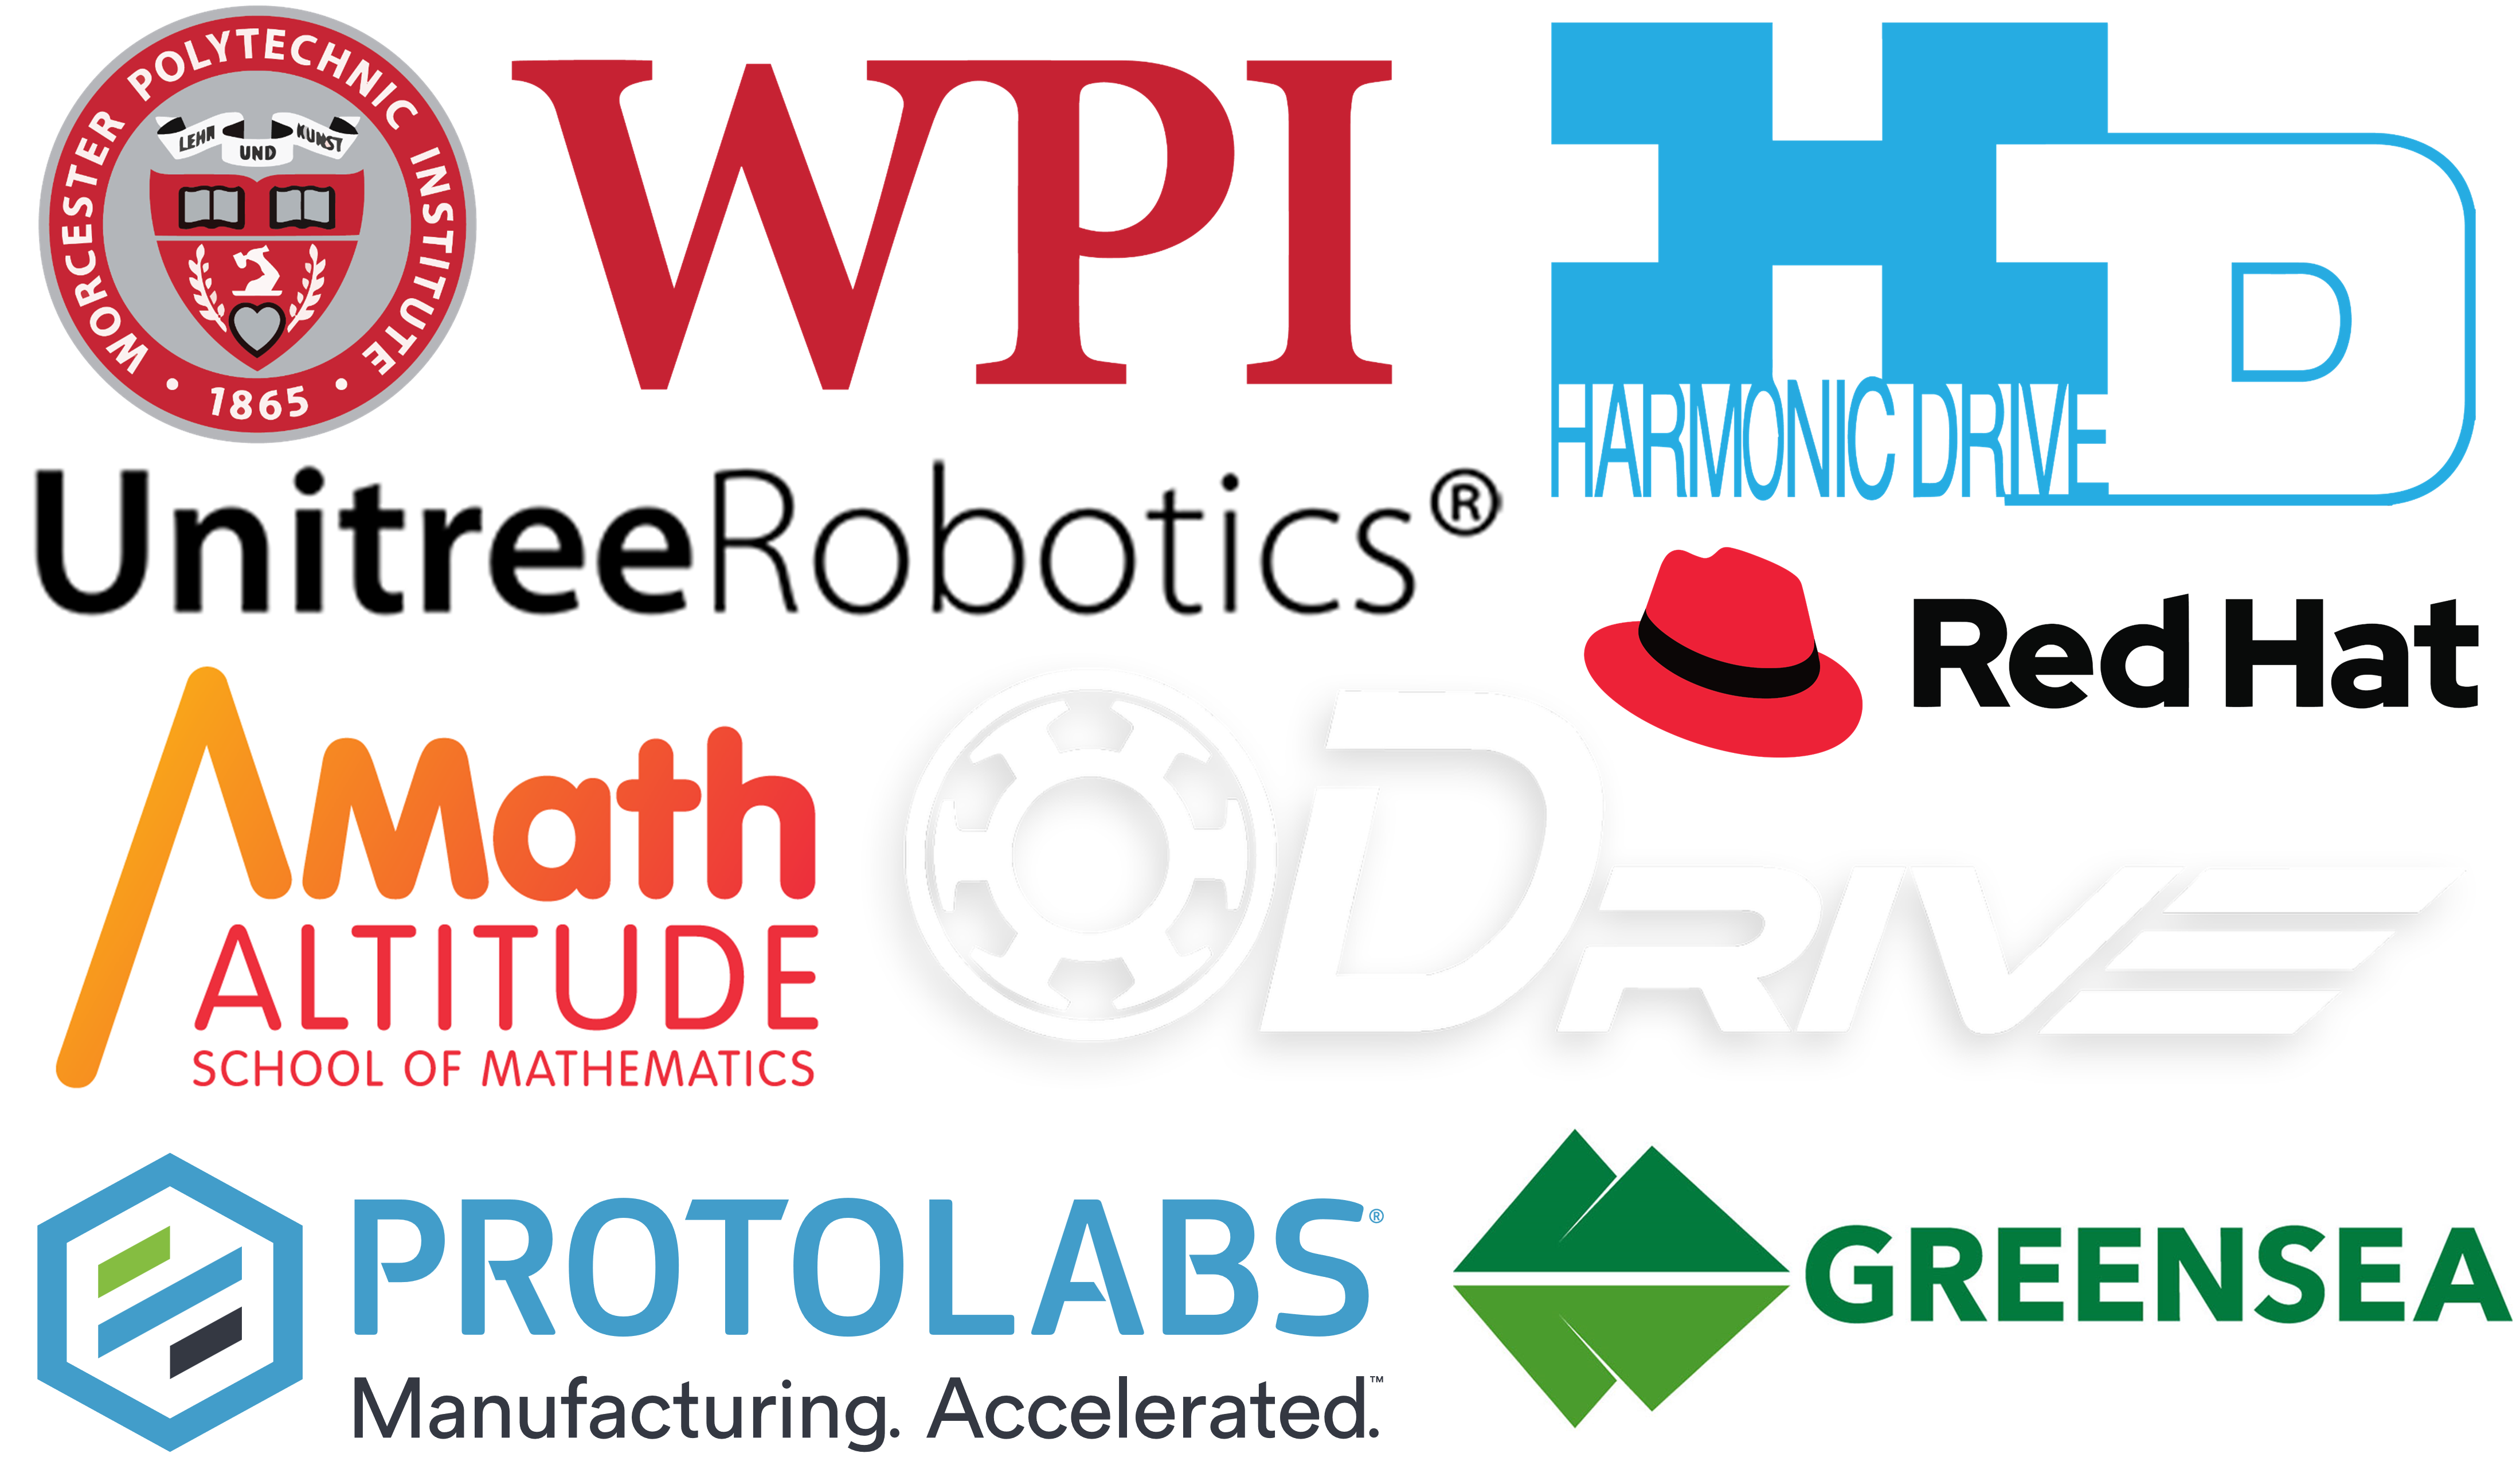 WORCESTER POLYTECHNIC INSTITUTE
LEHR UND KUNST
• 1865 •
WPI
H D
HARMONIC DRIVE
UnitreeRobotics®
Red Hat
Math
ALTITUDE
SCHOOL OF MATHEMATICS
ODRIVE
PROTOLABS®
Manufacturing. Accelerated.™
GREENSEA